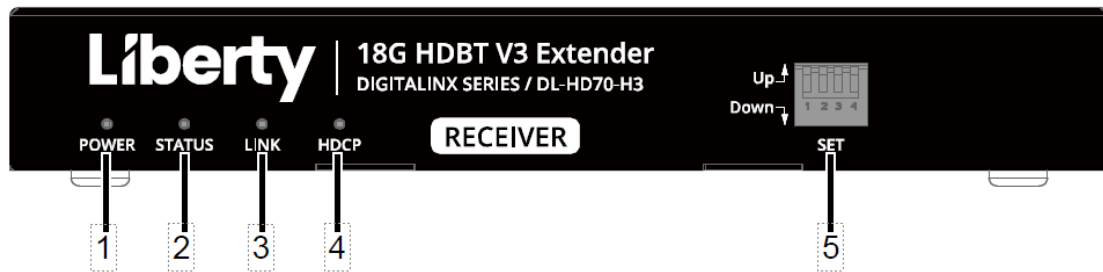 Liberty
18G HDBT V3 Extender
DIGITALINX SERIES / DL-HD70-H3
Up
1 2 3 4
Down
POWER STATUS LINK HDCP
RECEIVER
SET
1 2 3 4 5